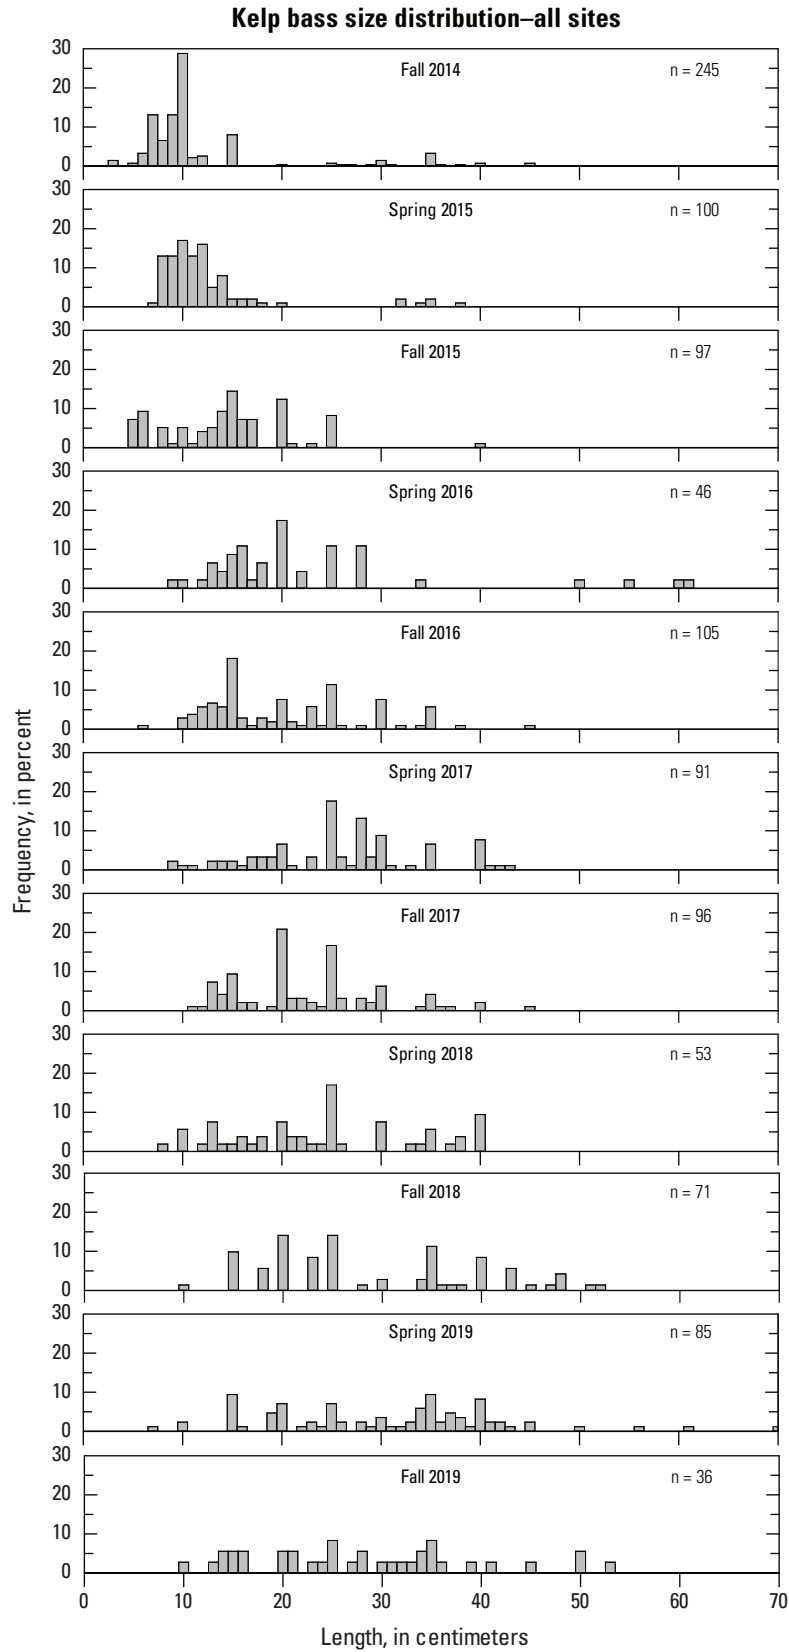 Kelp bass size distribution–all sites
30
Fall 2014 n = 245
20
10
0
30
Spring 2015 n = 100
20
10
0
30
Fall 2015 n = 97
20
10
0
30
Spring 2016 n = 46
20
10
0
30
Fall 2016 n = 105
20
10
0
30
Spring 2017 n = 91
20
10
0
30
Fall 2017 n = 96
20
10
0
30
Spring 2018 n = 53
20
10
0
30
Fall 2018 n = 71
20
10
0
30
Spring 2019 n = 85
20
10
0
30
Fall 2019 n = 36
20
10
0
0 10 20 30 40 50 60 70
Length, in centimeters
Frequency, in percent